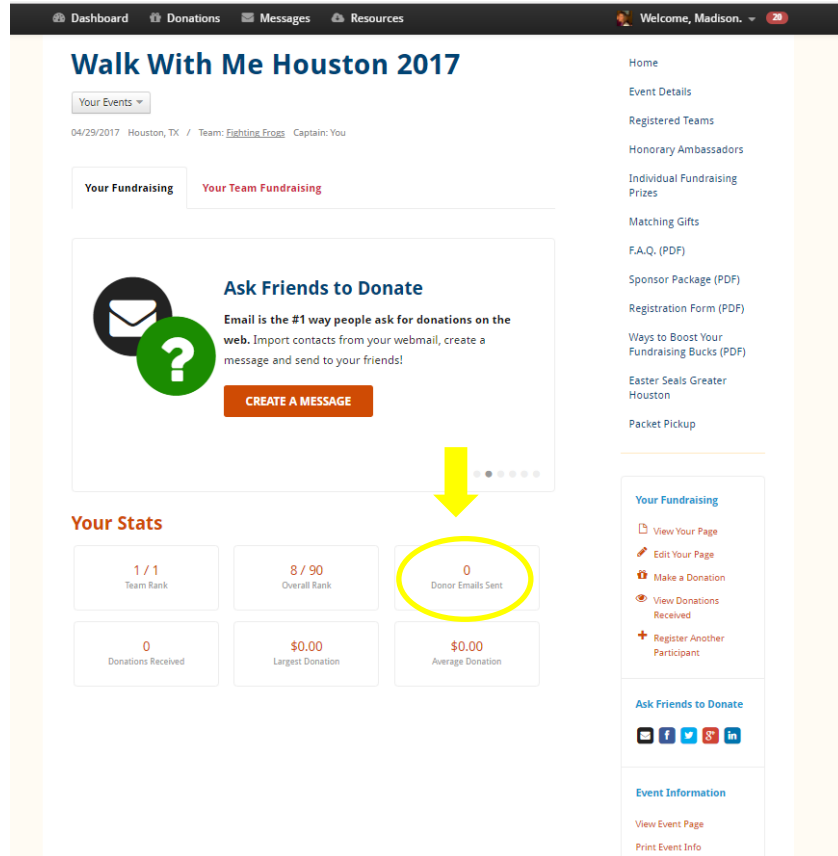 Dashboard Donations Messages Resources Welcome, Madison. 20
Walk With Me Houston 2017
Your Events
04/29/2017 Houston, TX / Team: Fighting Frogs Captain: You
Your Fundraising Your Team Fundraising
Ask Friends to Donate
Email is the #1 way people ask for donations on the
web. Import contacts from your webmail, create a
message and send to your friends!
CREATE A MESSAGE
Your Stats
1 / 1
Team Rank
8 / 90
Overall Rank
0
Donor Emails Sent
0
Donations Received
$0.00
Largest Donation
$0.00
Average Donation
Home
Event Details
Registered Teams
Honorary Ambassadors
Individual Fundraising
Prizes
Matching Gifts
F.A.Q. (PDF)
Sponsor Package (PDF)
Registration Form (PDF)
Ways to Boost Your
Fundraising Bucks (PDF)
Easter Seals Greater
Houston
Packet Pickup
Your Fundraising
View Your Page
Edit Your Page
Make a Donation
View Donations
Received
Register Another
Participant
Ask Friends to Donate
Event Information
View Event Page
Print Event Info